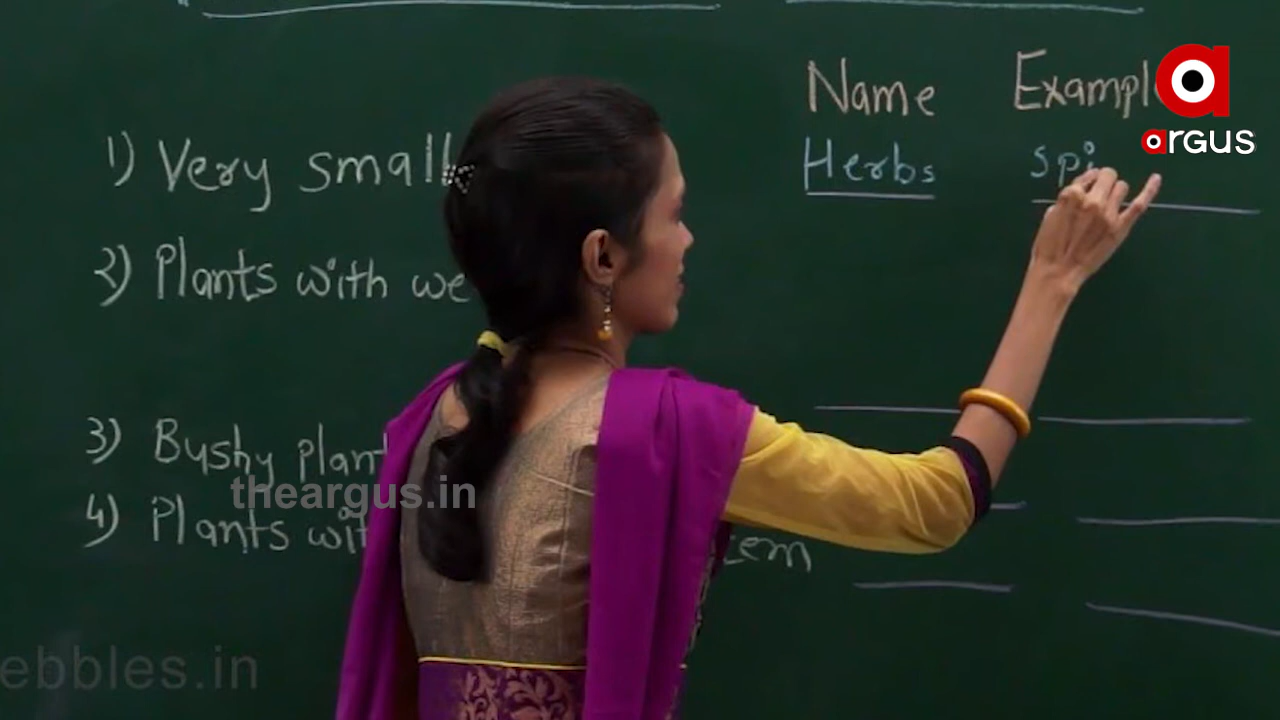 Name Example
argus
1) Very small
Herbs Spi
2) Plants with we
3) Bushy plant
theargus.in
4) Plants wit em
ebbles.in